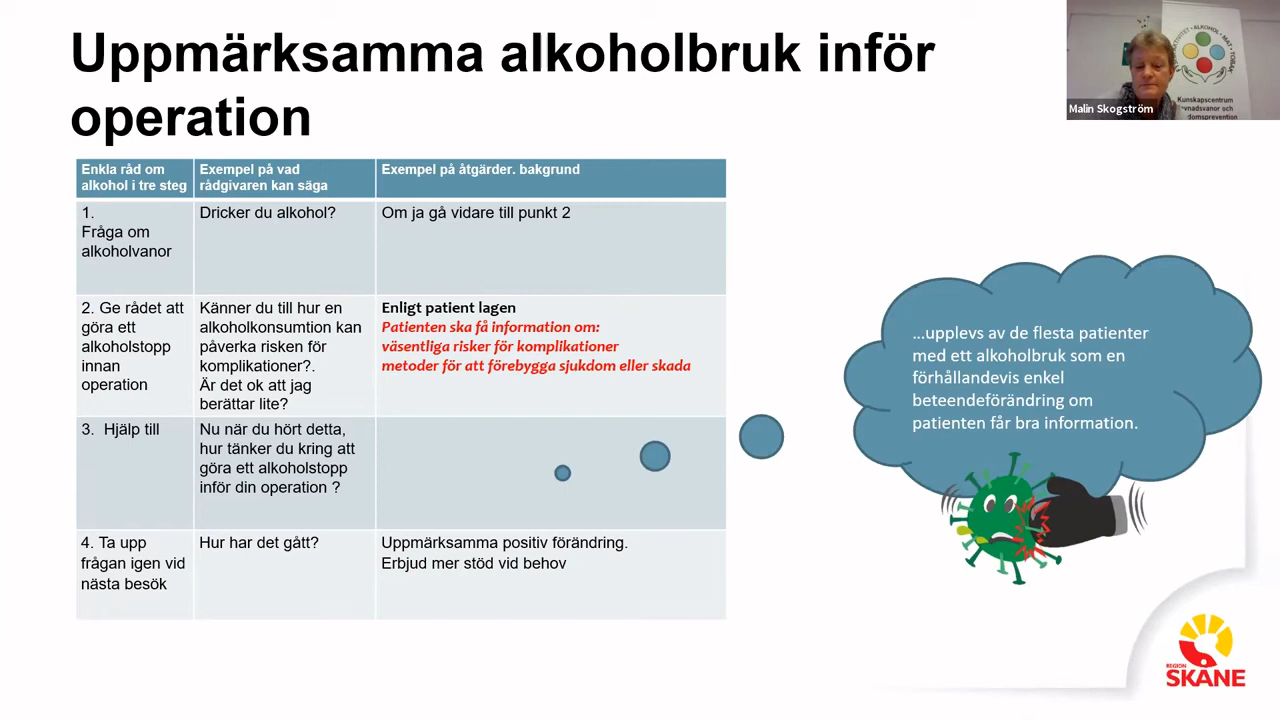 Uppmärksamma alkoholbruk inför
operation
Enkla råd om
alkohol i tre steg
Exempel på vad
rådgivaren kan säga
Exempel på åtgärder. bakgrund
1.
Fråga om
alkoholvanor
Dricker du alkohol?
Om ja gå vidare till punkt 2
2. Ge rådet att
göra ett
alkoholstopp
innan
operation
Känner du till hur en
alkoholkonsumtion kan
påverka risken för
komplikationer?.
Är det ok att jag
berättar lite?
Enligt patient lagen
Patienten ska få information om:
väsentliga risker för komplikationer
metoder för att förebygga sjukdom eller skada
3. Hjälp till
Nu när du hört detta,
hur tänker du kring att
göra ett alkoholstopp
inför din operation ?
4. Ta upp
frågan igen vid
nästa besök
Hur har det gått?
Uppmärksamma positiv förändring.
Erbjud mer stöd vid behov
...upplevs av de flesta patienter
med ett alkoholbruk som en
förhållandevis enkel
beteendeförändring om
patienten får bra information.
Malin Skogström
ALKOHOL • MAT • TOBAK
Kunskapscentrum
evnadsvanor och
domsprevention
REGION
SKÅNE